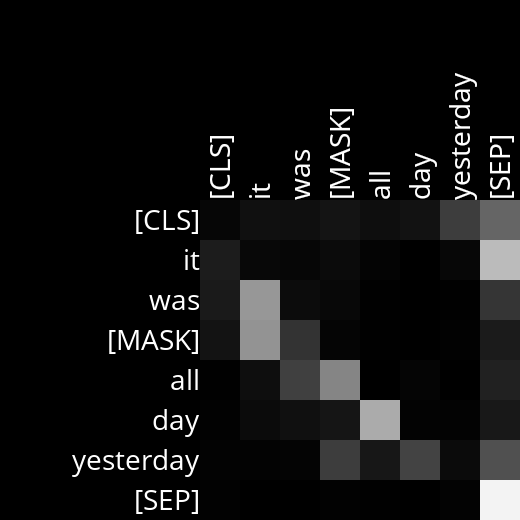 [CLS]
it
was
[MASK]
all
day
yesterday
[SEP]
[CLS]
it
was
[MASK]
all
day
yesterday
[SEP]